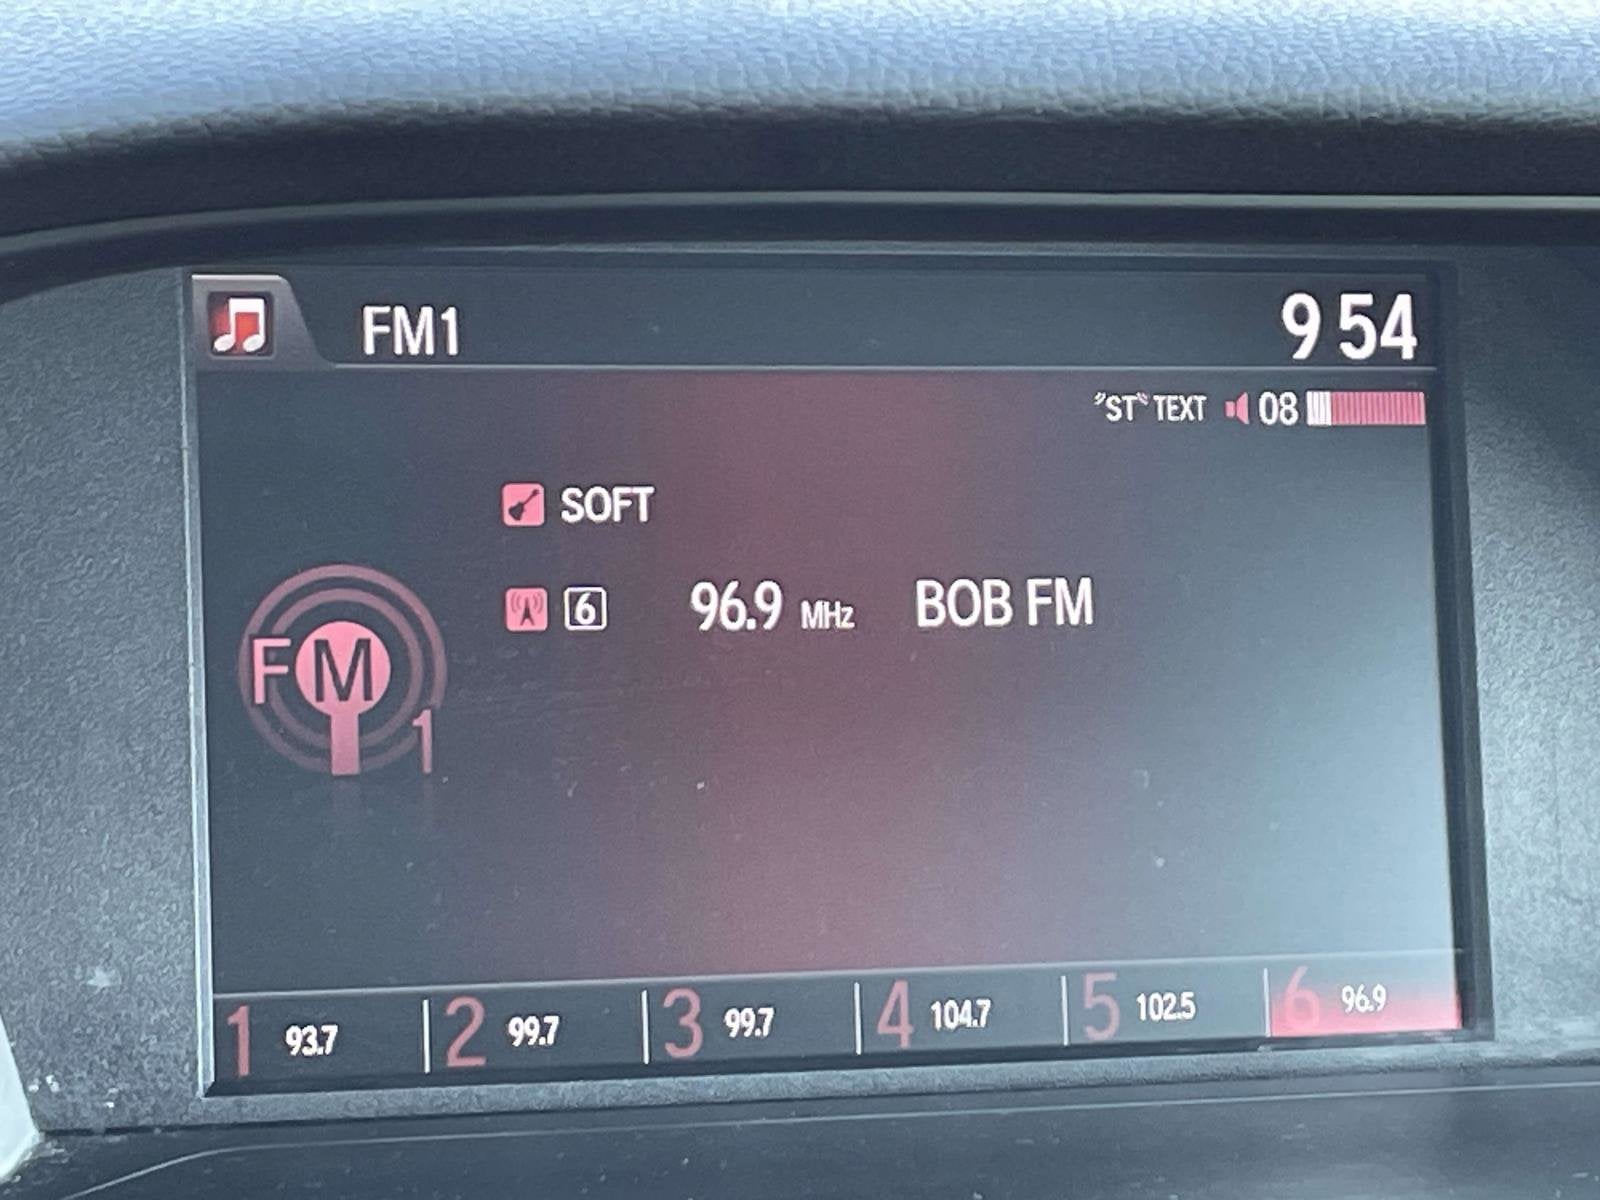 FM1 9 54
"ST" TEXT 08
SOFT
6 96.9 MHz BOB FM
FM
1
1 93.7 2 99.7 3 99.7 4 104.7 5 102.5 6 96.9